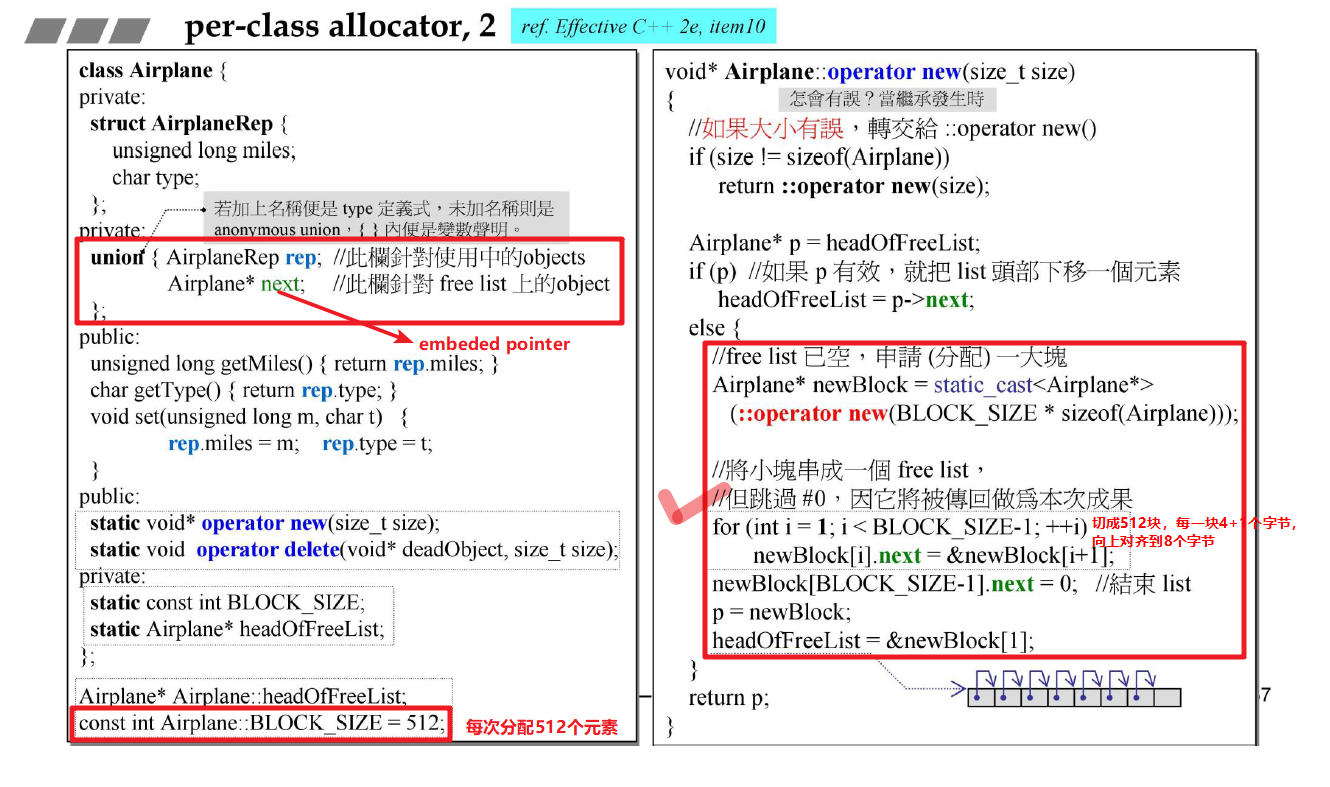 per-class allocator, 2
ref. Effective C++ 2e, item10
class Airplane {
private:
struct AirplaneRep {
unsigned long miles;
char type;
};
若加上名稱便是 type 定義式，未加名稱則是
anonymous union，{ } 內便是變數聲明。
private:
union { AirplaneRep rep; //此欄針對使用中的objects
Airplane* next; //此欄針對 free list 上的object
};
embeded pointer
public:
unsigned long getMiles() { return rep.miles; }
char getType() { return rep.type; }
void set(unsigned long m, char t) {
rep.miles = m; rep.type = t;
}
public:
static void* operator new(size_t size);
static void operator delete(void* deadObject, size_t size);
private:
static const int BLOCK_SIZE;
static Airplane* headOfFreeList;
};
Airplane* Airplane::headOfFreeList;
const int Airplane::BLOCK_SIZE = 512;
每次分配512个元素
void* Airplane::operator new(size_t size)
{
怎會有誤？當繼承發生時
//如果大小有誤，轉交給 ::operator new()
if (size != sizeof(Airplane))
return ::operator new(size);
Airplane* p = headOfFreeList;
if (p) //如果 p 有效，就把 list 頭部下移一個元素
headOfFreeList = p->next;
else {
//free list 已空，申請 (分配) 一大塊
Airplane* newBlock = static_cast<Airplane*>
(::operator new(BLOCK_SIZE * sizeof(Airplane)));
//將小塊串成一個 free list，
//但跳過 #0，因它將被傳回做爲本次成果
for (int i = 1; i < BLOCK_SIZE-1; ++i)
newBlock[i].next = &newBlock[i+1];
切成512块，每一块4+1个字节，
向上对齐到8个字节
newBlock[BLOCK_SIZE-1].next = 0; //結束 list
p = newBlock;
headOfFreeList = &newBlock[1];
}
return p;
}
7